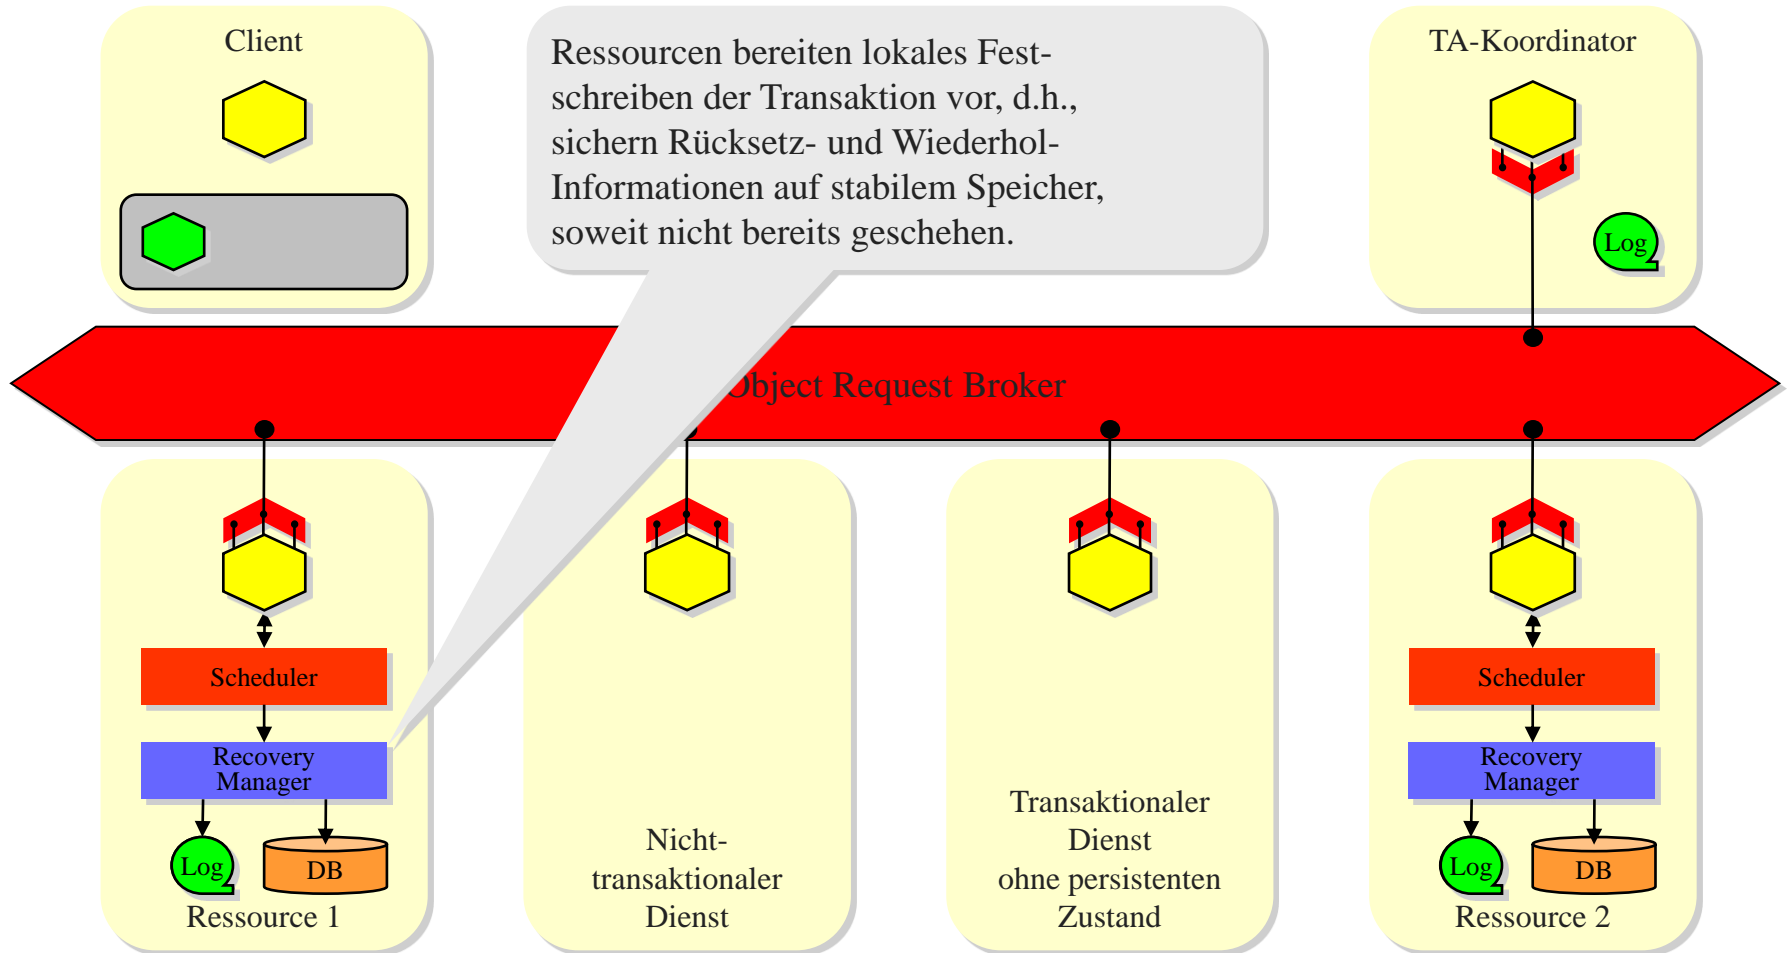 Client
Ressourcen bereiten lokales Fest-
schreiben der Transaktion vor, d.h.,
sichern Rücksetz- und Wiederhol-
Informationen auf stabilem Speicher,
soweit nicht bereits geschehen.
TA-Koordinator
Log
Object Request Broker
Scheduler
Recovery
Manager
Log
DB
Ressource 1
Nicht-
transaktionaler
Dienst
Transaktionaler
Dienst
ohne persistenten
Zustand
Scheduler
Recovery
Manager
Log
DB
Ressource 2